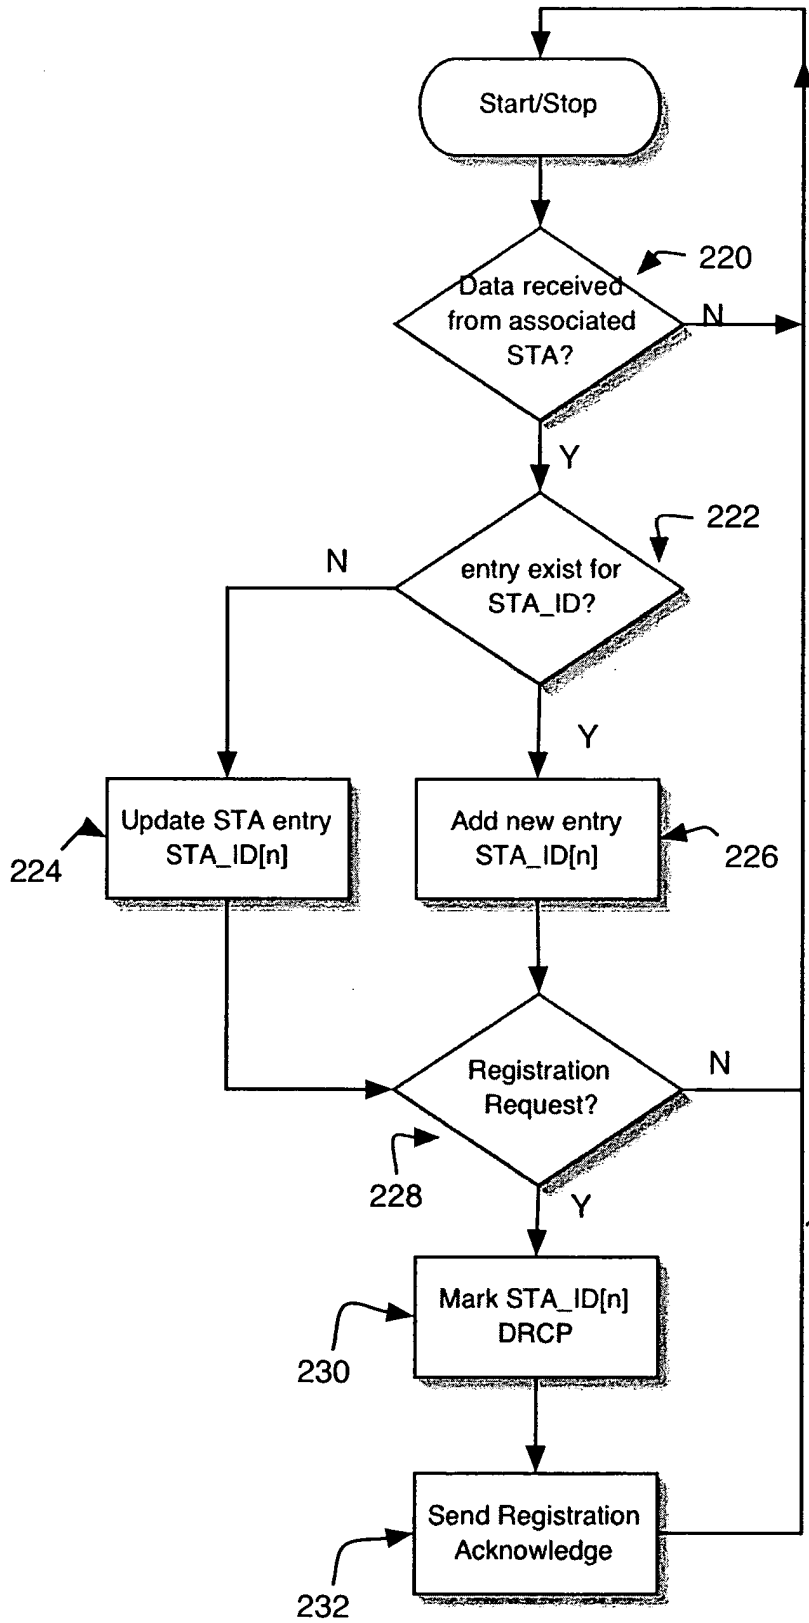 Start/Stop
220
Data received
from associated
STA?
N
Y
222
entry exist for
STA_ID?
N
Y
Update STA entry
STA_ID[n]
224
Add new entry
STA_ID[n]
226
Registration
Request?
N
228
Y
Mark STA_ID[n]
DRCP
230
Send Registration
Acknowledge
232